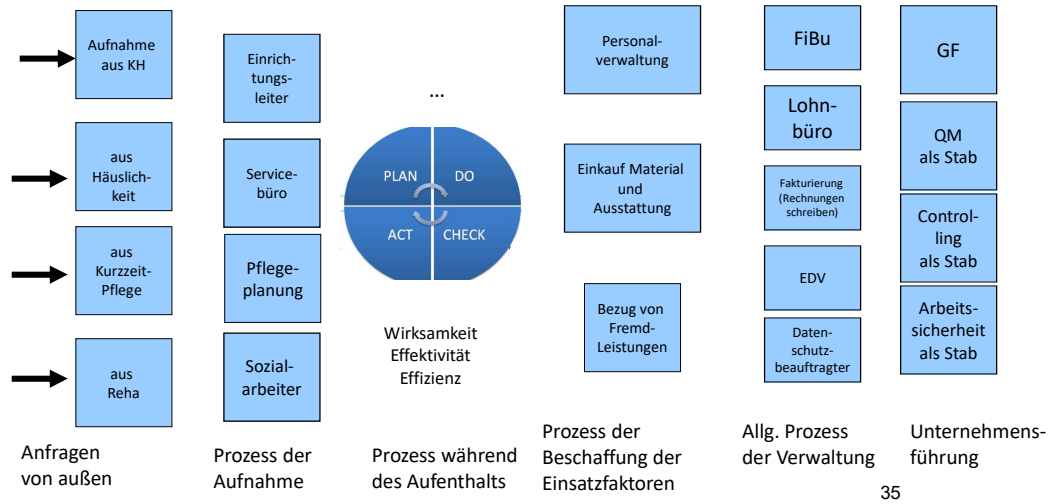 Aufnahme
aus KH
aus
Häuslich-
keit
aus
Kurzzeit-
Pflege
aus
Reha
Anfragen
von außen
Einrich-
tungs-
leiter
Service-
büro
Pflege-
planung
Sozial-
arbeiter
Prozess der
Aufnahme
...
PLAN
DO
ACT
CHECK
Wirksamkeit
Effektivität
Effizienz
Prozess während
des Aufenthalts
Personal-
verwaltung
Einkauf Material
und
Ausstattung
Bezug von
Fremd-
Leistungen
Prozess der
Beschaffung der
Einsatzfaktoren
FiBu
Lohn-
büro
Fakturierung
(Rechnungen
schreiben)
EDV
Daten-
schutz-
beauftragter
Allg. Prozess
der Verwaltung
GF
QM
als Stab
Control-
ling
als Stab
Arbeits-
sicherheit
als Stab
Unternehmens-
führung
35